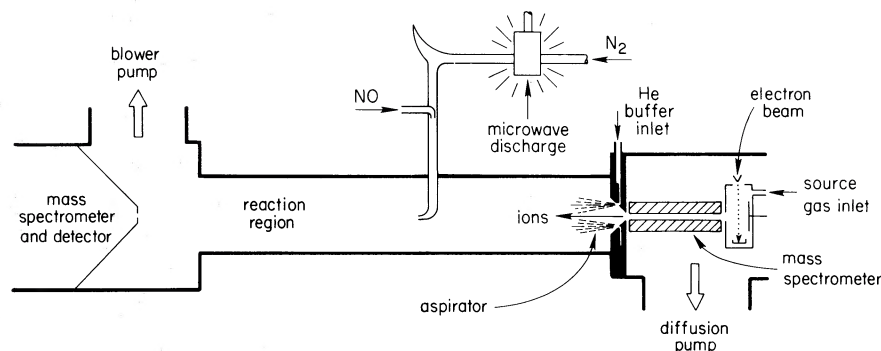 blower
pump
NO
microwave
discharge
N2
He
buffer
inlet
electron
beam
mass
spectrometer
and detector
reaction
region
ions
source
gas inlet
aspirator
mass
spectrometer
diffusion
pump